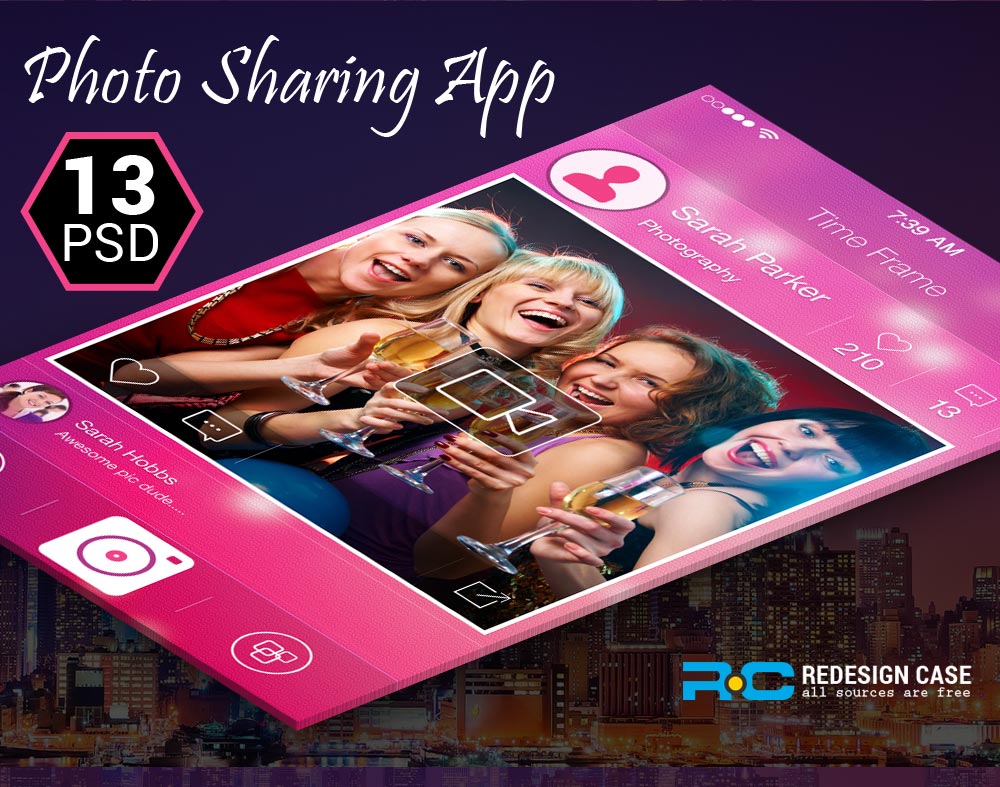 Photo Sharing App
13
PSD
7:39 AM
Time Frame
Sarah Parker
Photography
210
13
Sarah Hobbs
Awesome pic dude....
RC
REDESIGN CASE
all sources are free